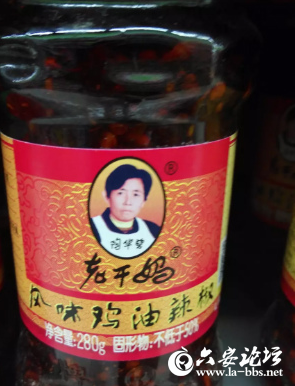 陶华碧
老干妈
风味鸡油辣椒
净含量:280g 固形物:不低于50%
六安论坛
www.la-bbs.net